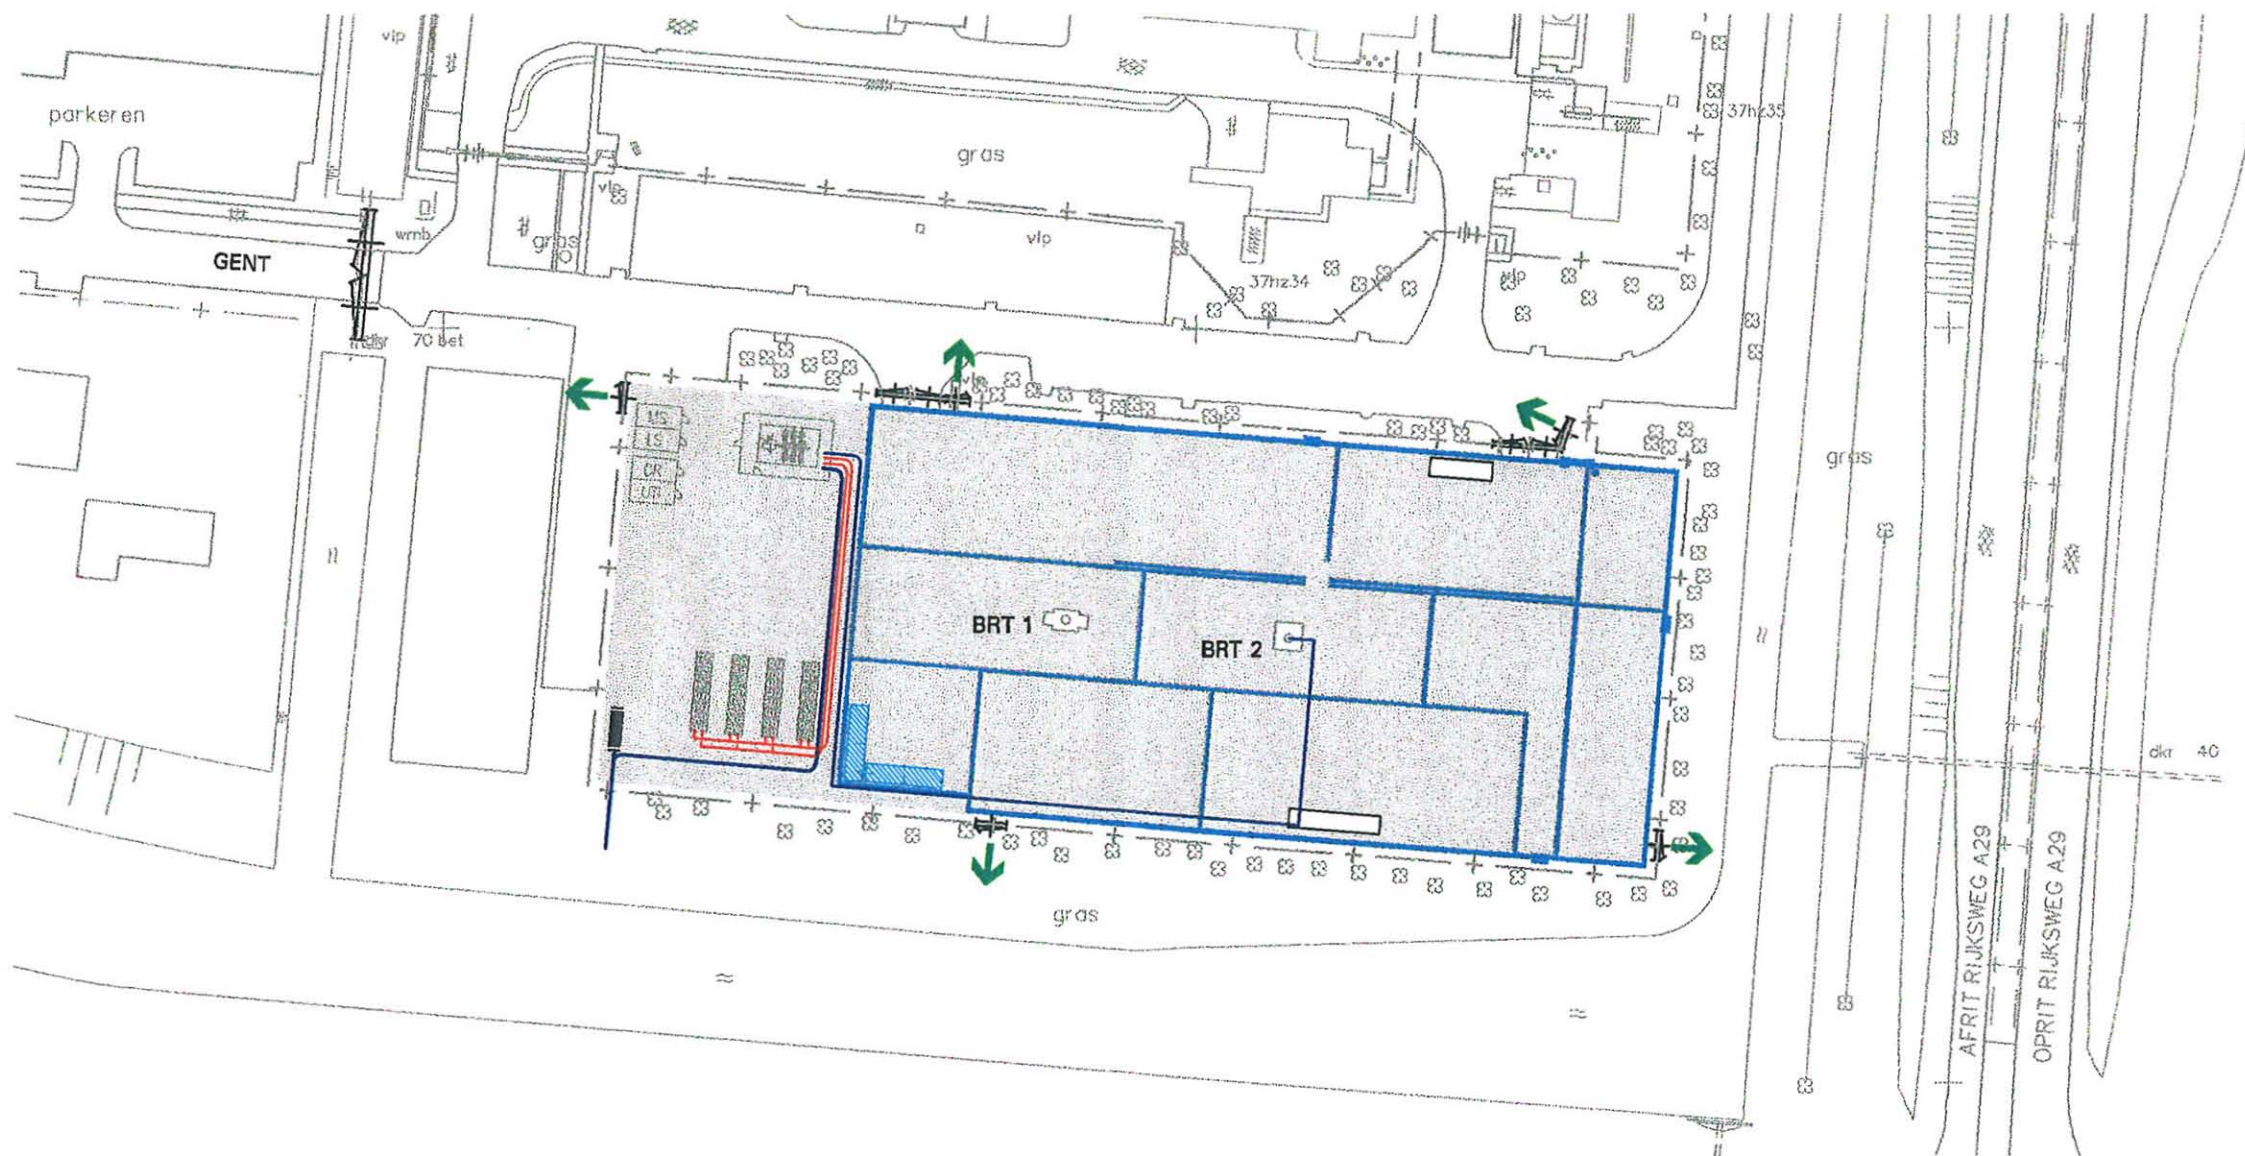 vlp
parkeren
37hz35
gras
vlp
wmb
gras
vlp
GENT
37hz34
vlp
70 bet
MS
LS
CR
UTI
gras
BRT 1
BRT 2
dkr 40
gras
AFRIT RIJKSWEG A29
OPRIT RIJKSWEG A29